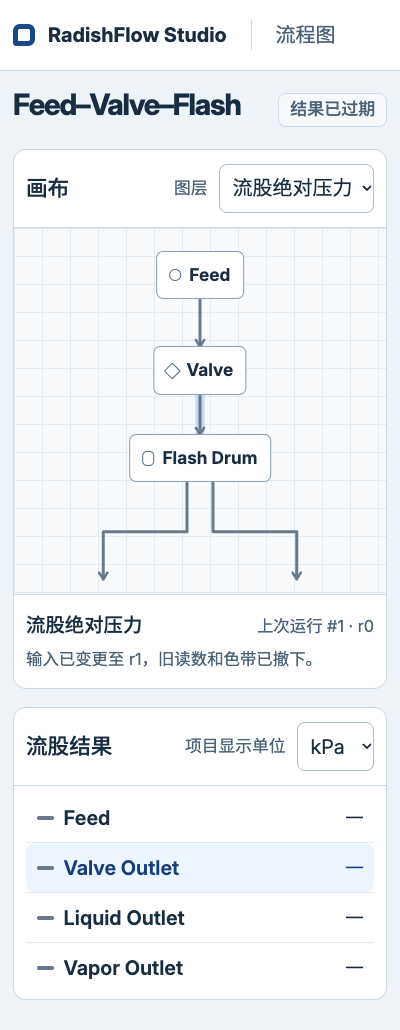 RadishFlow Studio 流程图
Feed–Valve–Flash 结果已过期
画布 图层 流股绝对压力
Feed
Valve
Flash Drum
流股绝对压力 上次运行 #1 · r0
输入已变更至 r1，旧读数和色带已撤下。
流股结果 项目显示单位 kPa
Feed —
Valve Outlet —
Liquid Outlet —
Vapor Outlet —